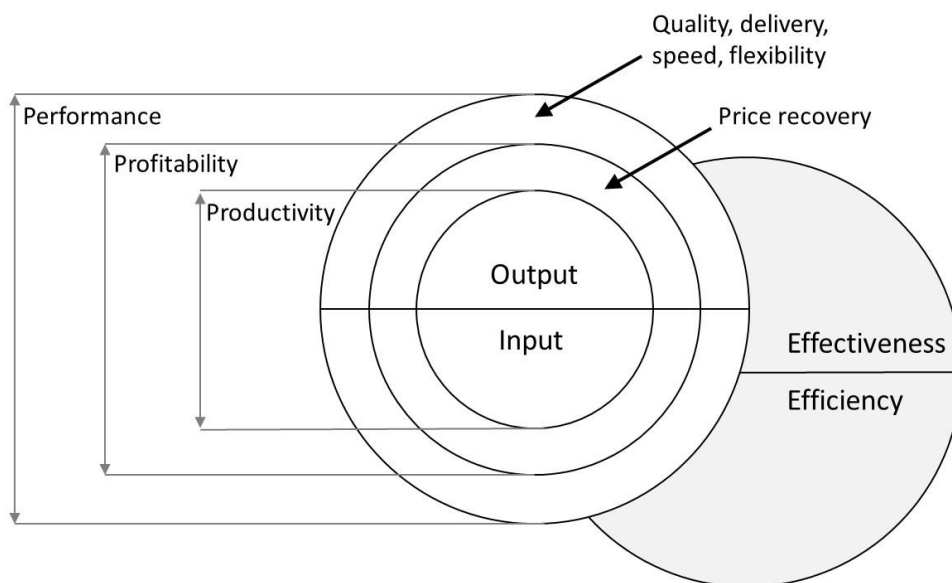 Quality, delivery,
speed, flexibility
Performance
Price recovery
Profitability
Productivity
Output
Input
Effectiveness
Efficiency